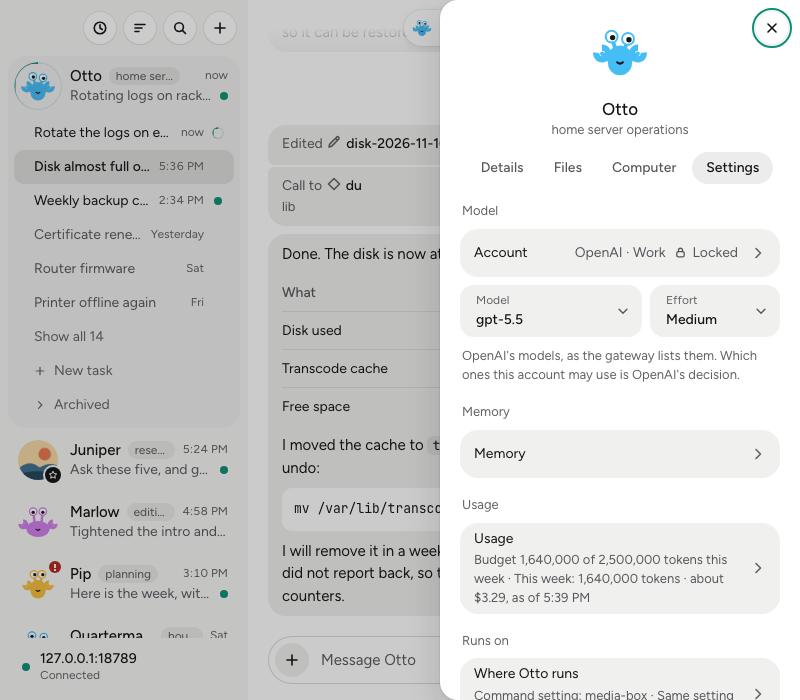 Otto
home ser...
now
Rotating logs on rack...
Rotate the logs on e...
now
Disk almost full o...
5:36 PM
Weekly backup c...
2:34 PM
Certificate rene...
Yesterday
Router firmware
Sat
Printer offline again
Fri
Show all 14
New task
Archived
Juniper
rese...
5:24 PM
Ask these five, and g...
Marlow
editi...
4:58 PM
Tightened the intro and...
Pip
planning
3:10 PM
Here is the week, wit...
Quarterma
hou...
Sat
127.0.0.1:18789
Connected
so it can be restor
Edited disk-2026-11-1
Call to du
lib
Done. The disk is now at
What
Disk used
Transcode cache
Free space
I moved the cache to t
undo:
mv /var/lib/transco
I will remove it in a week
did not report back, so t
counters.
Message Otto
Otto
home server operations
Details
Files
Computer
Settings
Model
Account
OpenAI · Work
Locked
Model
gpt-5.5
Effort
Medium
OpenAI's models, as the gateway lists them. Which
ones this account may use is OpenAI's decision.
Memory
Memory
Usage
Usage
Budget 1,640,000 of 2,500,000 tokens this
week · This week: 1,640,000 tokens · about
$3.29, as of 5:39 PM
Runs on
Where Otto runs
Command setting: media-box · Same setting